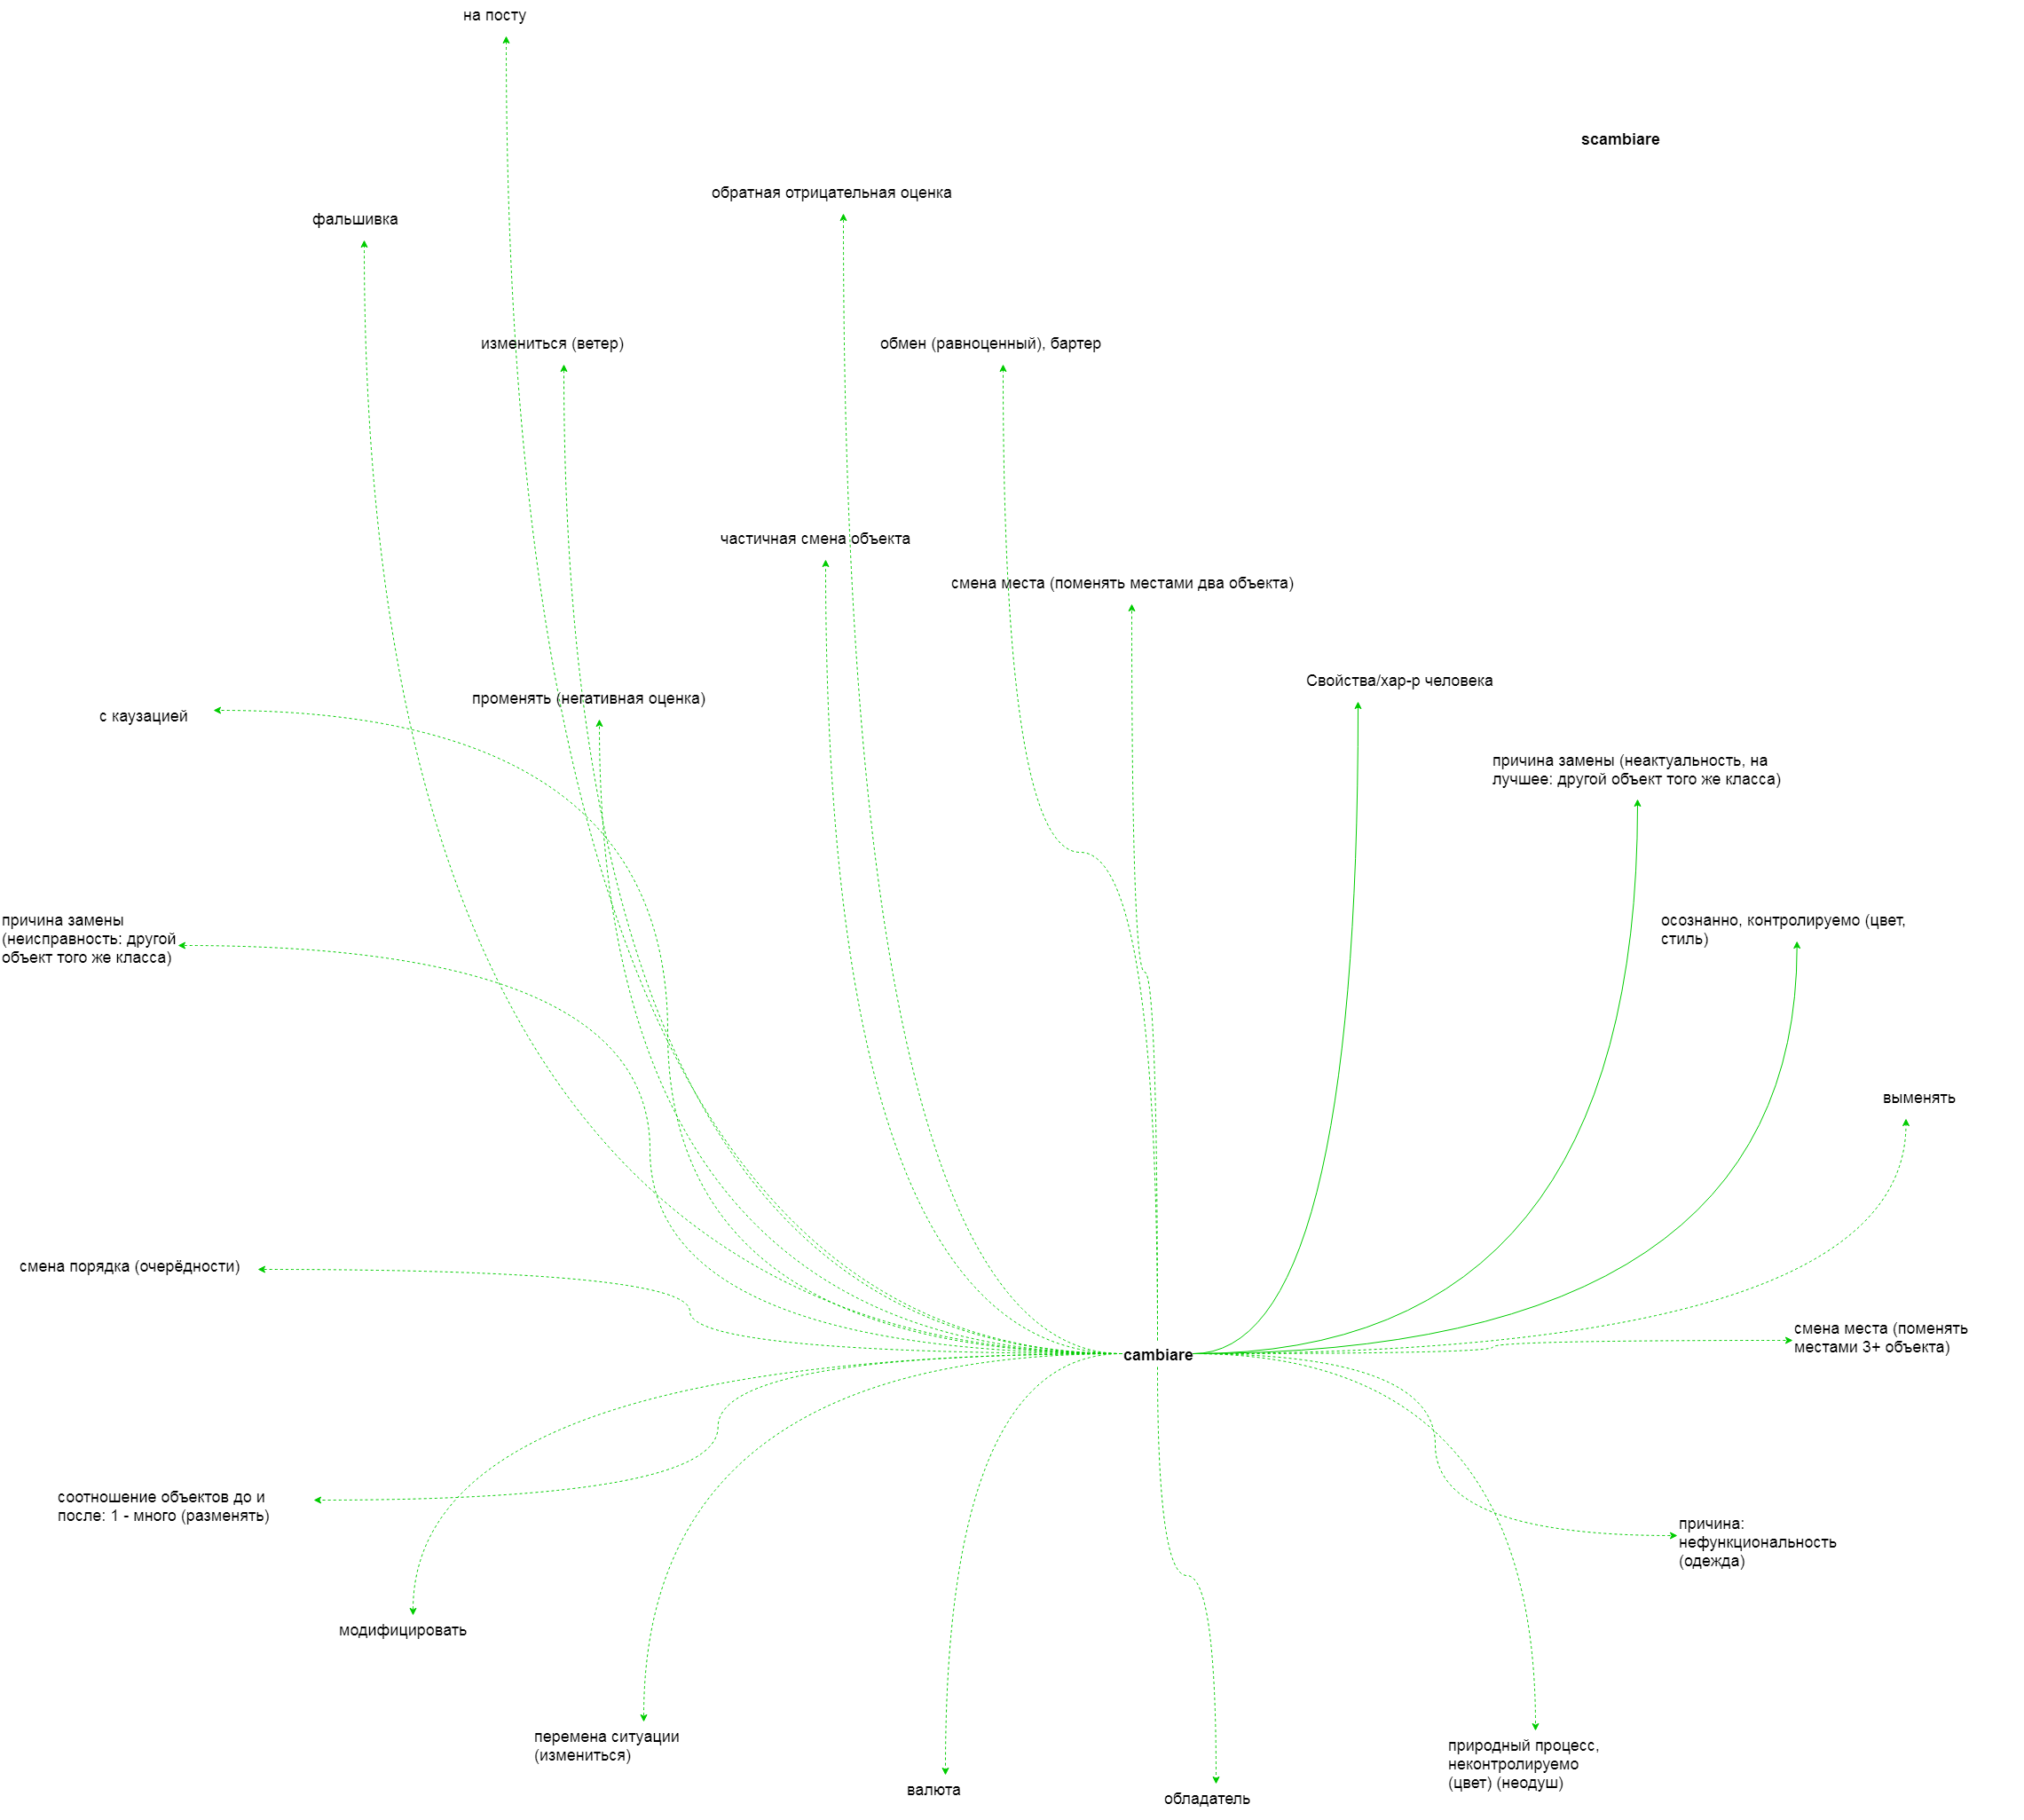 на посту
scambiare
обратная отрицательная оценка
фальшивка
измениться (ветер)
обмен (равноценный), бартер
частичная смена объекта
смена места (поменять местами два объекта)
Свойства/хар-р человека
променять (негативная оценка)
с каузацией
причина замены (неактуальность, на
лучшее: другой объект того же класса)
причина замены
(неисправность: другой
объект того же класса)
осознанно, контролируемо (цвет,
стиль)
выменять
смена порядка (очерёдности)
смена места (поменять
местами 3+ объекта)
cambiare
соотношение объектов до и
после: 1 - много (разменять)
причина:
нефункциональность
(одежда)
модифицировать
перемена ситуации
(измениться)
природный процесс,
неконтролируемо
(цвет) (неодуш)
валюта
обладатель